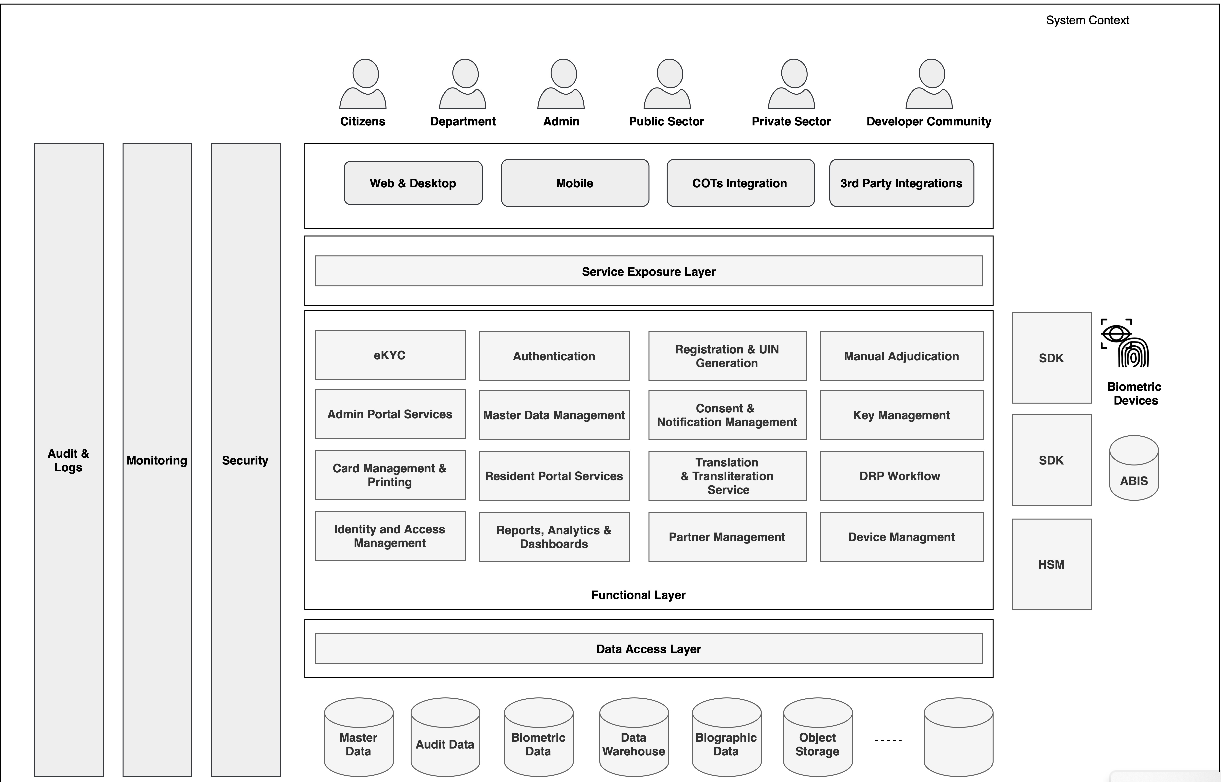 System Context
Citizens
Department
Admin
Public Sector
Private Sector
Developer Community
Web & Desktop
Mobile
COTs Integration
3rd Party Integrations
Service Exposure Layer
Audit &
Logs
Monitoring
Security
eKYC
Authentication
Registration & UIN
Generation
Manual Adjudication
Admin Portal Services
Master Data Management
Consent &
Notification Management
Key Management
Card Management &
Printing
Resident Portal Services
Translation
& Transliteration
Service
DRP Workflow
Identity and Access
Management
Reports, Analytics &
Dashboards
Partner Management
Device Managment
Functional Layer
SDK
Biometric
Devices
SDK
ABIS
HSM
Data Access Layer
Master
Data
Audit Data
Biometric
Data
Data
Warehouse
Biographic
Data
Object
Storage
-----